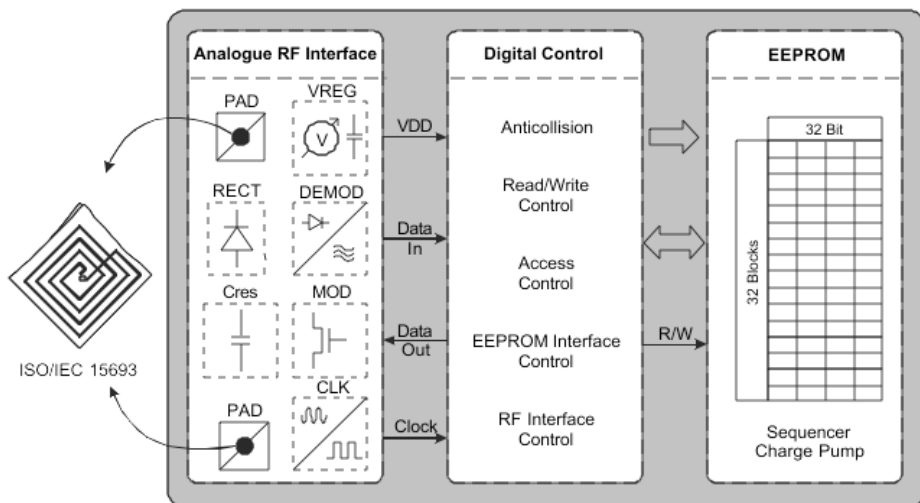 Analogue RF Interface
PAD
VREG
V
RECT
DEMOD
Cres
MOD
PAD
CLK
ISO/IEC 15693
VDD
Data
In
Data
Out
Clock
Digital Control
Anticollision
Read/Write
Control
Access
Control
EEPROM Interface
Control
RF Interface
Control
R/W
EEPROM
32 Bit
32 Blocks
Sequencer
Charge Pump